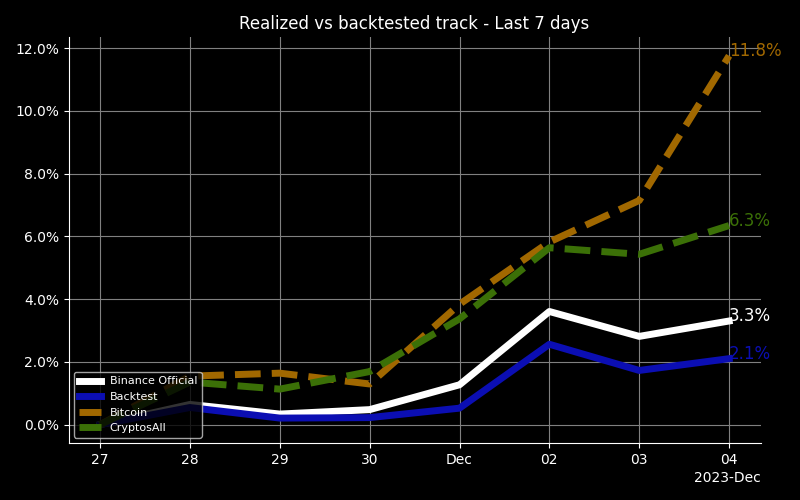 Realized vs backtested track - Last 7 days
12.0%
10.0%
8.0%
6.0%
4.0%
2.0%
0.0%
11.8%
6.3%
3.3%
2.1%
Binance Official
Backtest
Bitcoin
CryptosAll
27 28 29 30 Dec 02 03 04
2023-Dec